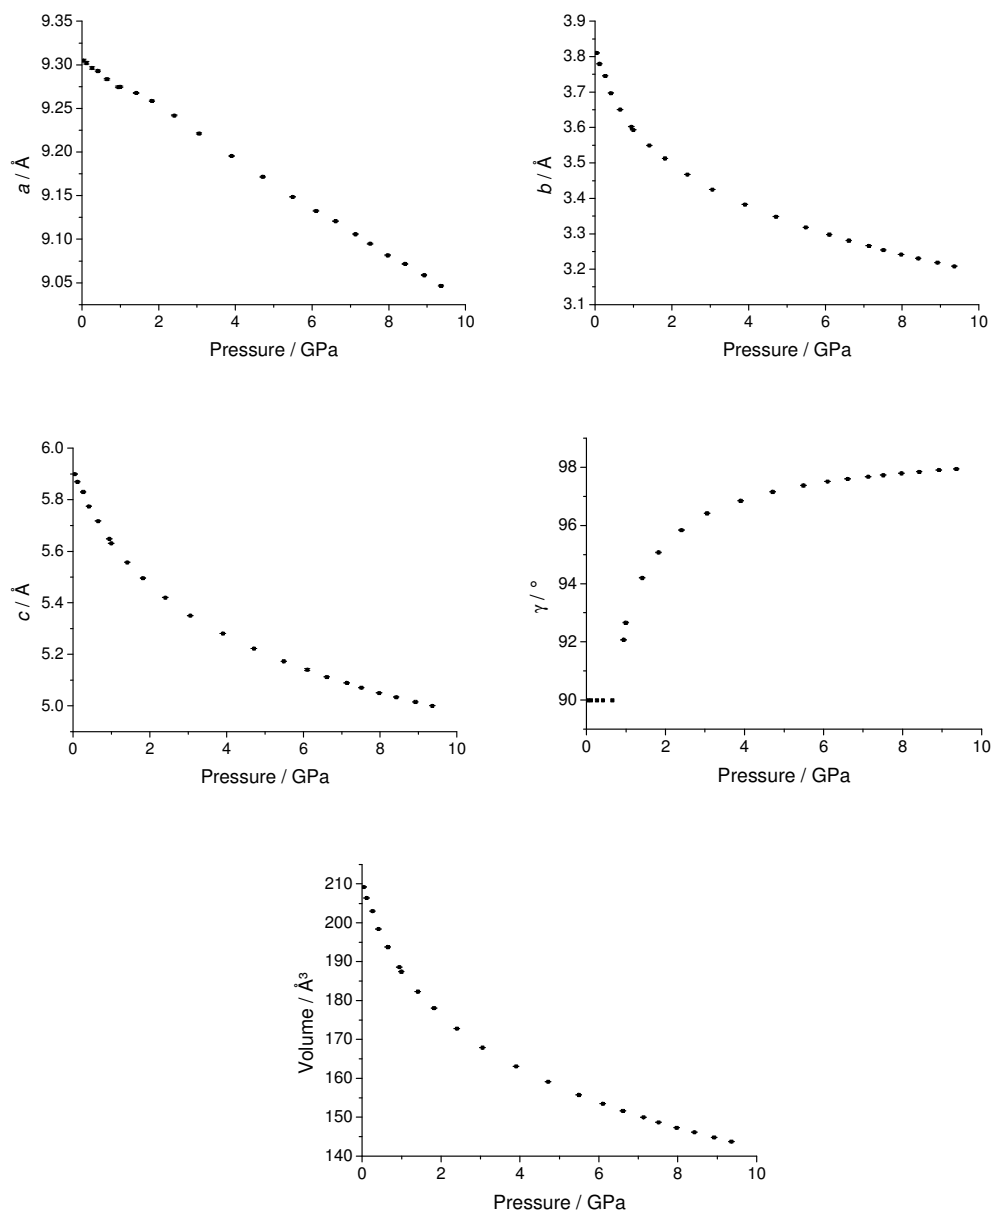 9.35
9.30
9.25
9.20
9.15
9.10
9.05
a / Å
0 2 4 6 8 10
Pressure / GPa
3.9
3.8
3.7
3.6
3.5
3.4
3.3
3.2
3.1
b / Å
0 2 4 6 8 10
Pressure / GPa
6.0
5.8
5.6
5.4
5.2
5.0
c / Å
0 2 4 6 8 10
Pressure / GPa
98
96
94
92
90
γ / °
0 2 4 6 8 10
Pressure / GPa
210
200
190
180
170
160
150
140
Volume / Å³
0 2 4 6 8 10
Pressure / GPa